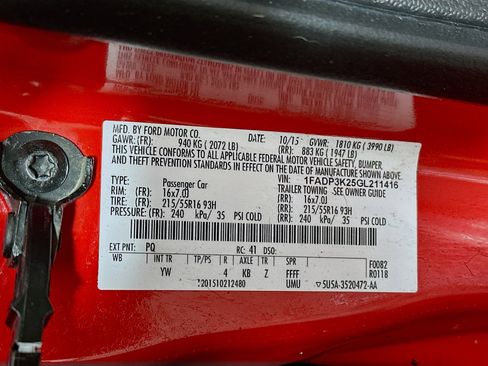 MFD. BY FORD MOTOR CO. DATE: 10/15 GVWR: 1810 KG ( 3990 LB)
GAWR: (FR): 940 KG ( 2072 LB) (RR): 883 KG ( 1947 LB)
THIS VEHICLE CONFORMS TO ALL APPLICABLE FEDERAL MOTOR VEHICLE SAFETY, BUMPER,
AND THEFT PREVENTION STANDARDS IN EFFECT ON THE DATE OF MANUFACTURE SHOWN ABOVE.
VIN: 1FADP3K25GL211416
TYPE: Passenger Car TRAILER TOWING - SEE OWNER GUIDE
RIM: (FR): 16x7.0J (RR): 16x7.0J
TIRE: (FR): 215/55R16 93H (RR): 215/55R16 93H
PRESSURE: (FR): 240 kPa/ 35 PSI COLD (RR): 240 kPa/ 35 PSI COLD
EXT PNT: PQ RC: 41 DSO:
WB INT TR TP/PS R AXLE TR SPR F0082
YW 4 KB Z FFFF R0118
1201510212480 UMU 5U5A-3520472-AA